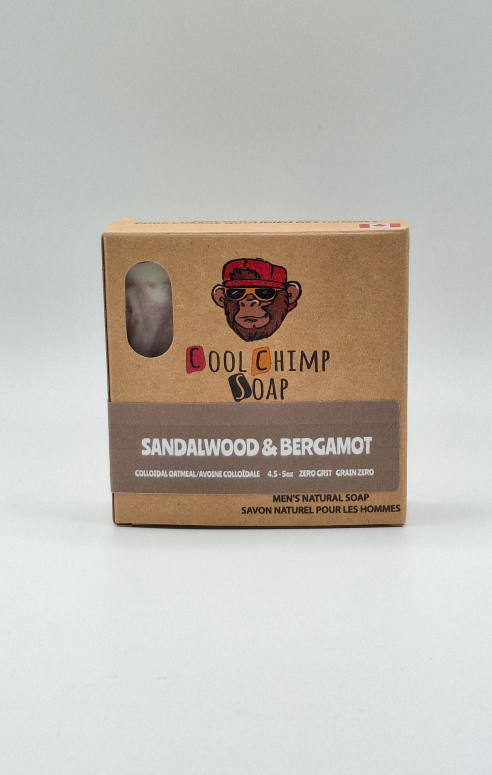 COOL CHIMP
SOAP
SANDALWOOD & BERGAMOT
COLLOIDAL OATMEAL/AVOINE COLLOÏDALE 4.5 - 5oz ZERO GRIT GRAIN ZERO
MEN'S NATURAL SOAP
SAVON NATUREL POUR LES HOMMES